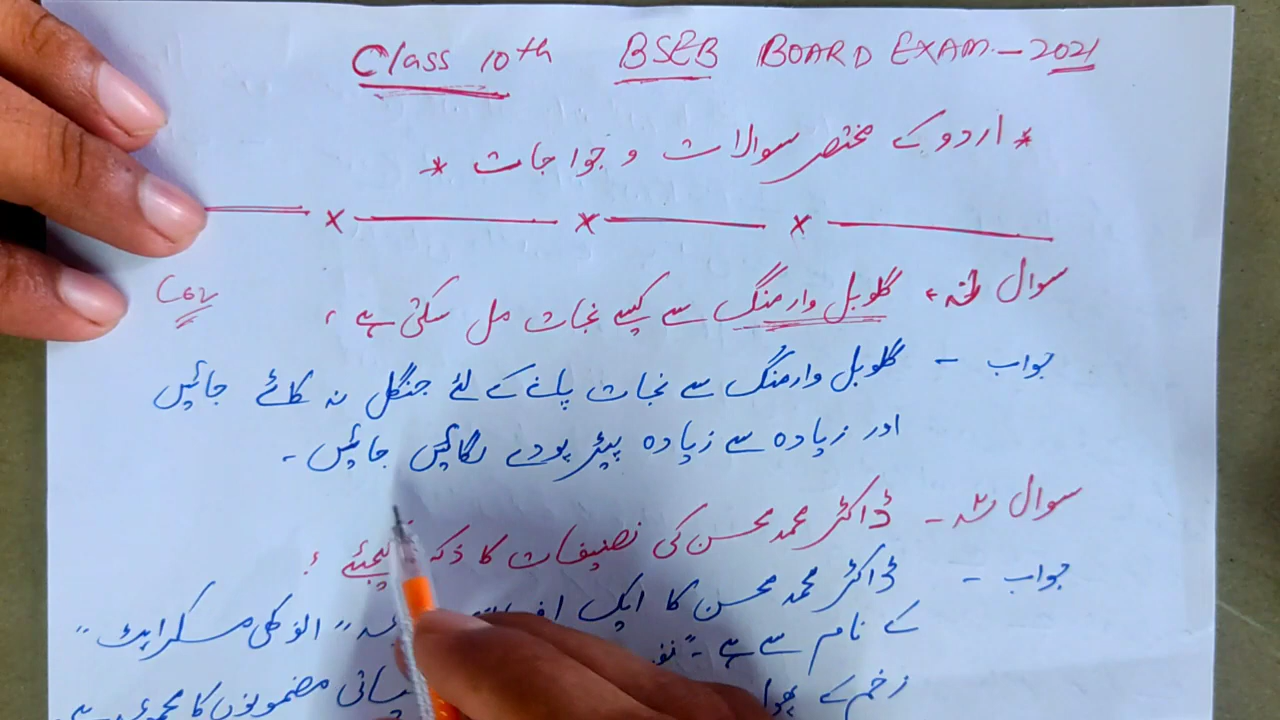 Class 10th BSEB BOARD EXAM - 2021
* اردو کے مختصر سوالات و جوابات *
x x x
سوال نمبر ۱ گلوبل وارمنگ سے کیسے نجات مل سکتی ہے ؟
جواب - گلوبل وارمنگ سے نجات پانے کے لئے جنگل نہ کاٹے جائیں
اور زیادہ سے زیادہ پیڑ پودے لگائیں جائیں -
سوال نمبر ۲ - ڈاکٹر محمد محسن کی تصنیفات کا ذکر کیجئے ؟
جواب - ڈاکٹر محمد محسن کا ایک "انوکھی مسکراہٹ"
کے نام سے ہے -
زخم کے پھول مضمونوں کا مجموعہ ہے